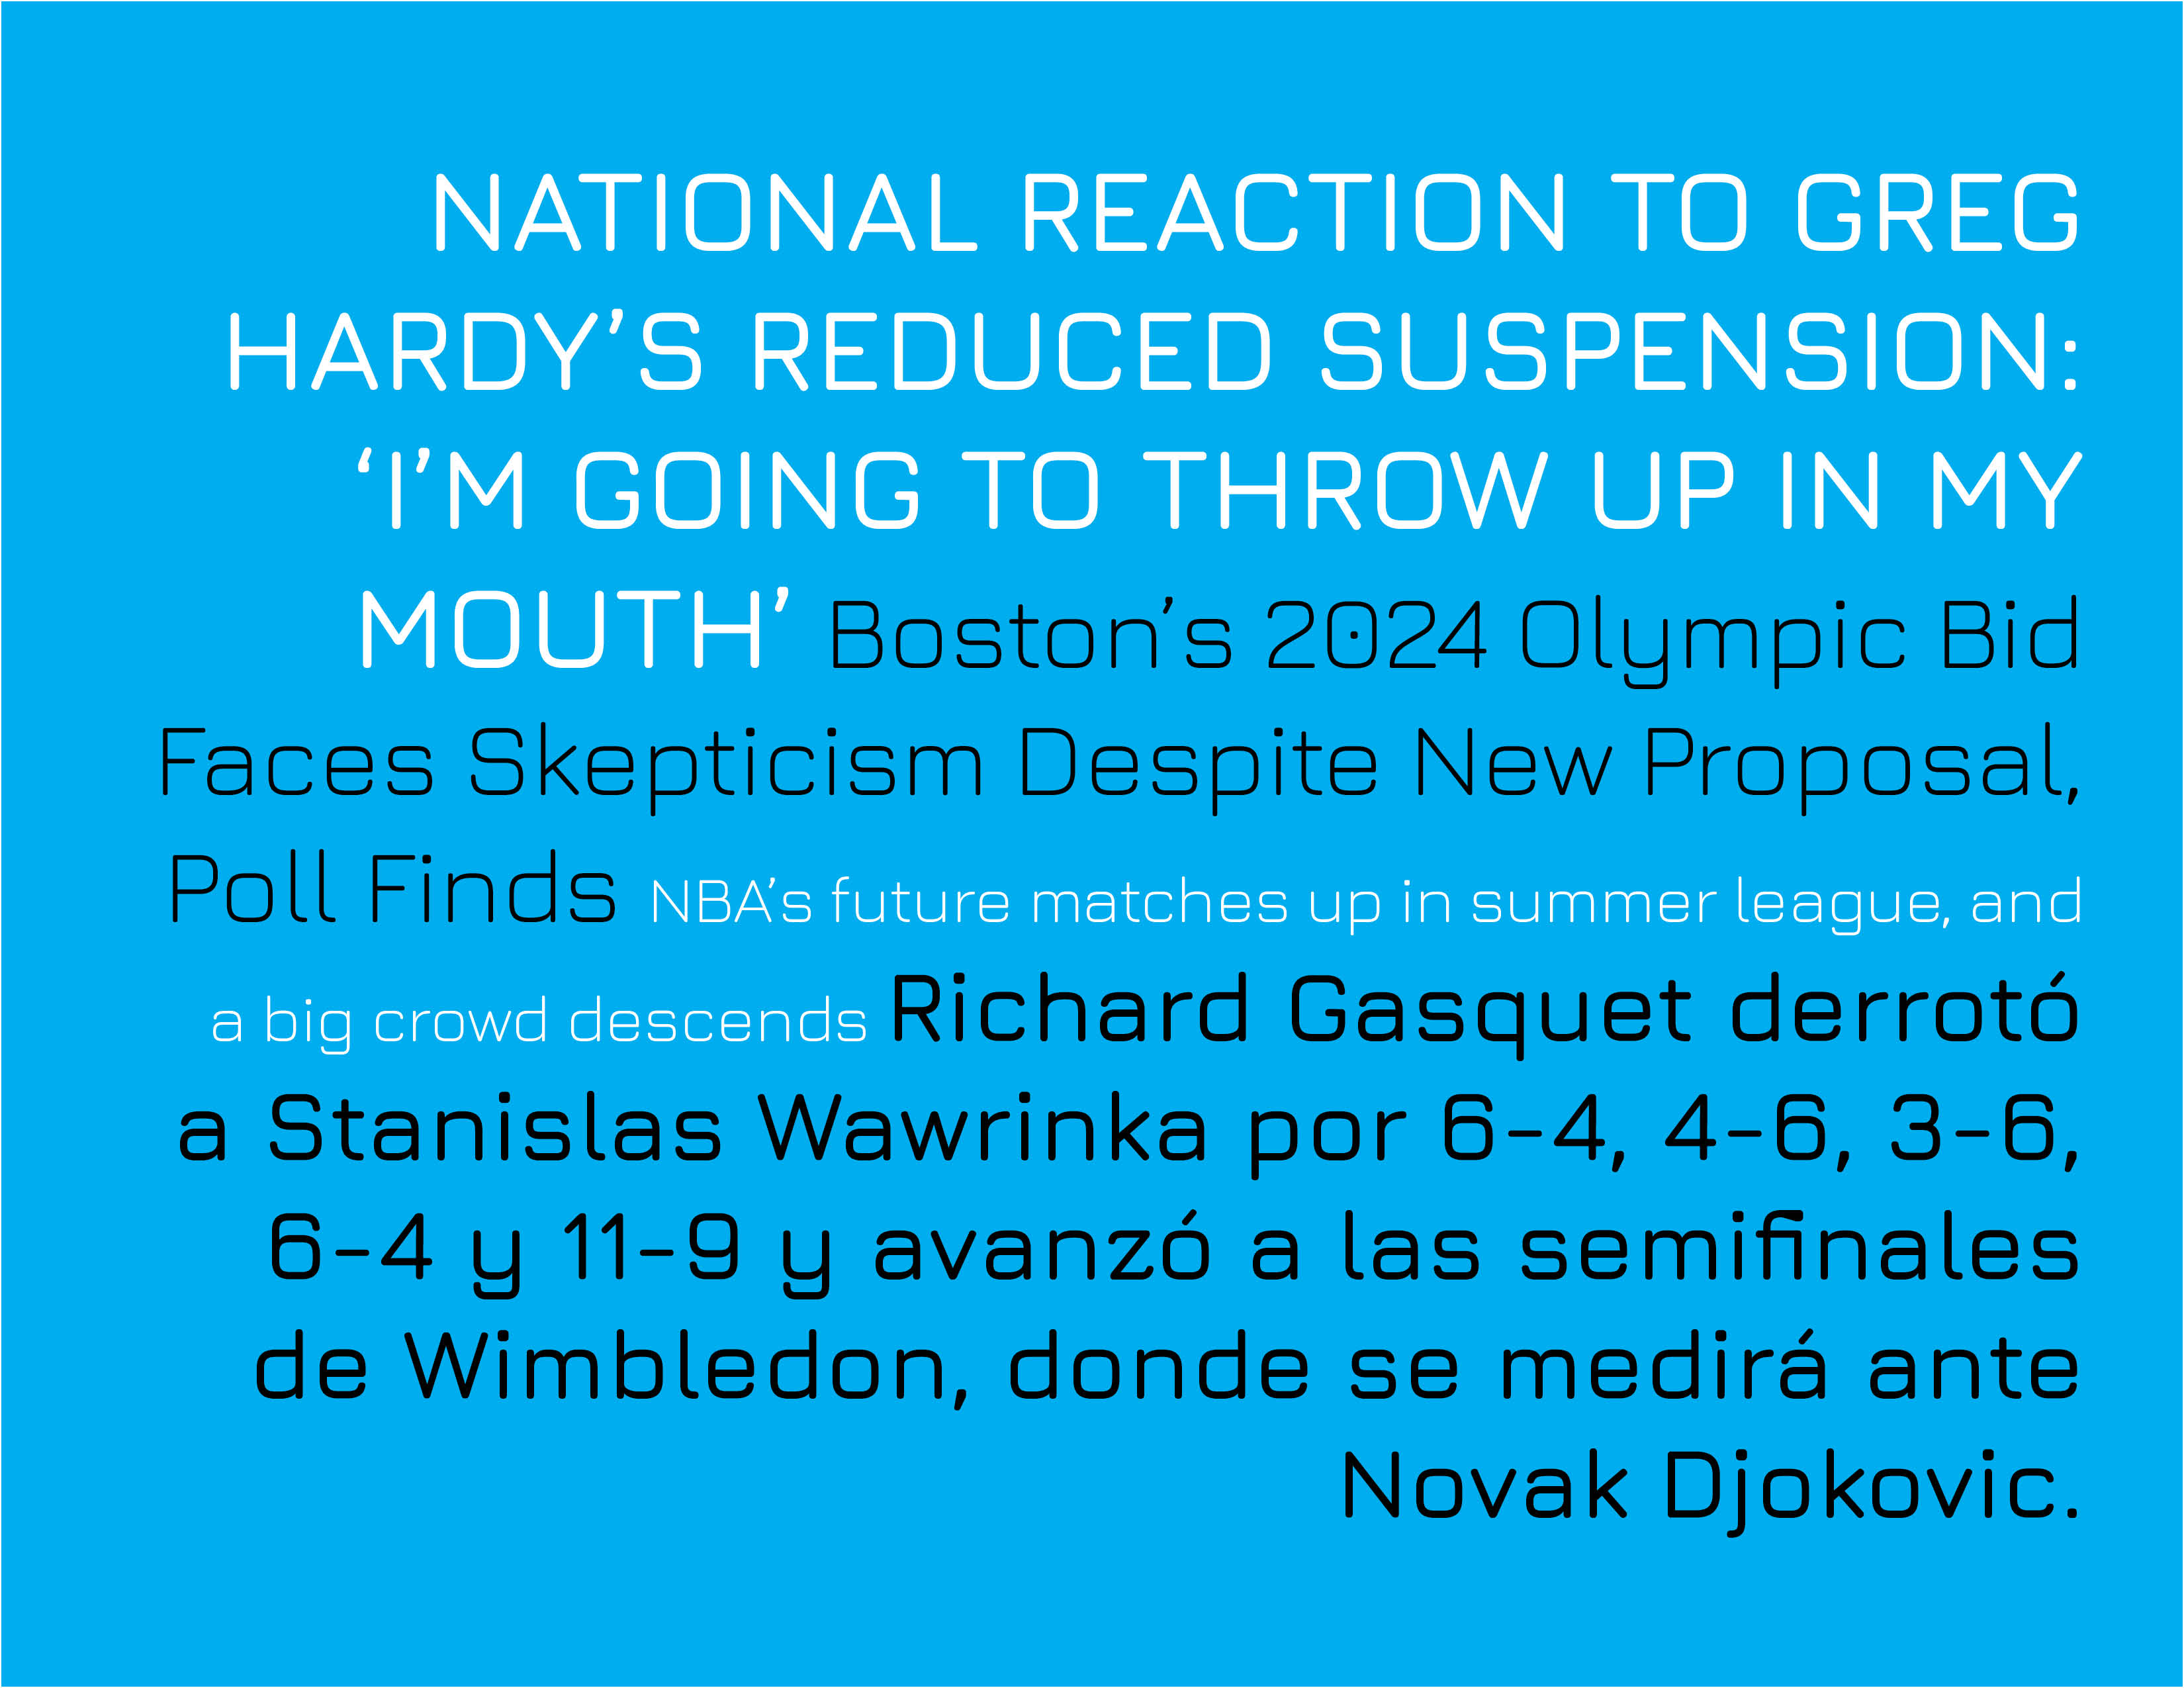 NATIONAL REACTION TO GREG
HARDY’S REDUCED SUSPENSION:
‘I’M GOING TO THROW UP IN MY
MOUTH’ Boston’s 2024 Olympic Bid
Faces Skepticism Despite New Proposal,
Poll Finds NBA’s future matches up in summer league, and
a big crowd descends Richard Gasquet derrotó
a Stanislas Wawrinka por 6–4, 4–6, 3–6,
6–4 y 11–9 y avanzó a las semifinales
de Wimbledon, donde se medirá ante
Novak Djokovic.